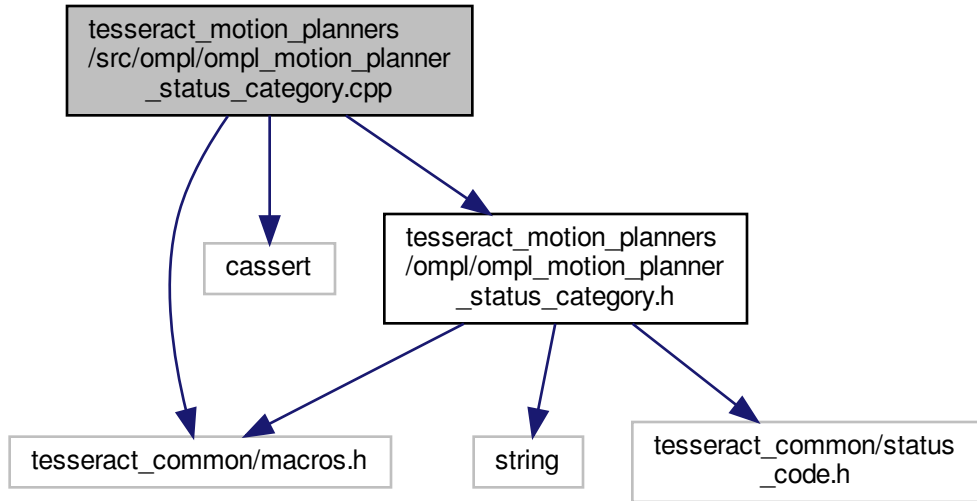 tesseract_motion_planners
/src/ompl/ompl_motion_planner
_status_category.cpp
cassert
tesseract_motion_planners
/ompl/ompl_motion_planner
_status_category.h
tesseract_common/macros.h
string
tesseract_common/status
_code.h